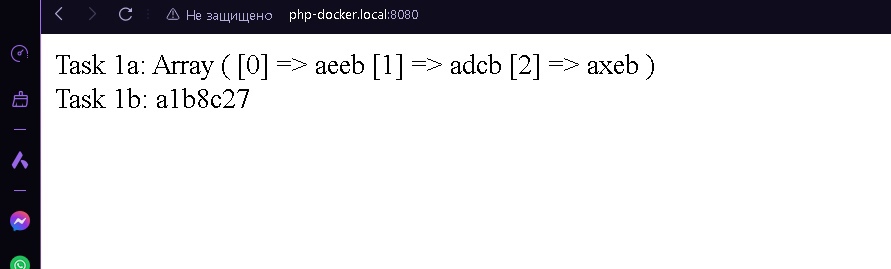 Не защищено php-docker.local:8080
Task 1a: Array ( [0] => aeeb [1] => adcb [2] => axeb )
Task 1b: a1b8c27